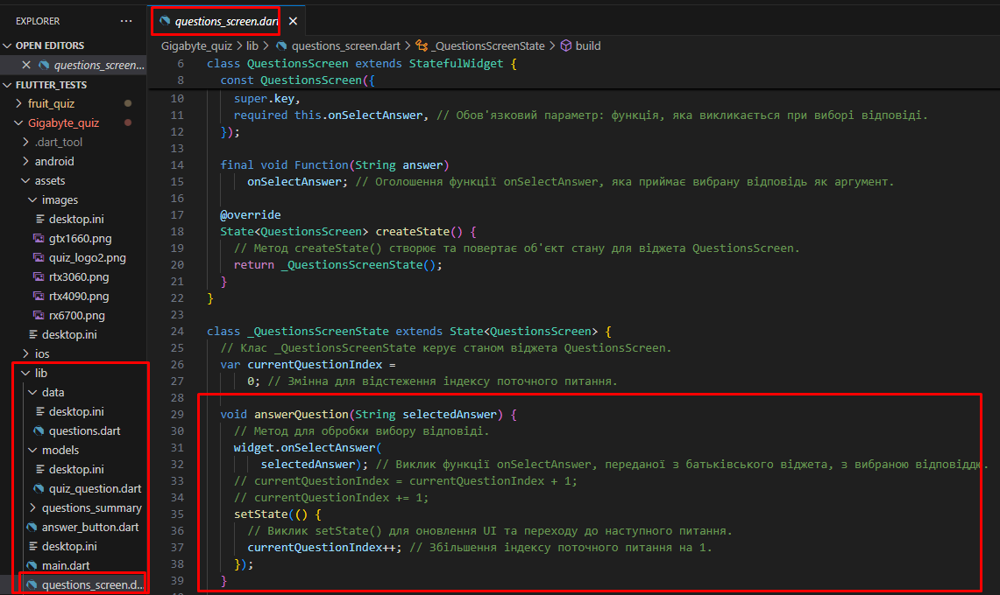 EXPLORER
...
OPEN EDITORS
questions_screen...
FLUTTER_TESTS
fruit_quiz
Gigabyte_quiz
.dart_tool
android
assets
images
desktop.ini
gtx1660.png
quiz_logo2.png
rtx3060.png
rtx4090.png
rx6700.png
desktop.ini
ios
lib
data
desktop.ini
questions.dart
models
desktop.ini
quiz_question.dart
questions_summary
answer_button.dart
desktop.ini
main.dart
questions_screen.d...
questions_screen.dart
Gigabyte_quiz > lib > questions_screen.dart > _QuestionsScreenState > build
6 class QuestionsScreen extends StatefulWidget {
8 const QuestionsScreen({
10 super.key,
11 required this.onSelectAnswer, // Обов'язковий параметр: функція, яка викликається при виборі відповіді.
12 });
13
14 final void Function(String answer)
15 onSelectAnswer; // Оголошення функції onSelectAnswer, яка приймає вибрану відповідь як аргумент.
16
17 @override
18 State<QuestionsScreen> createState() {
19 // Метод createState() створює та повертає об'єкт стану для віджета QuestionsScreen.
20 return _QuestionsScreenState();
21 }
22 }
23
24 class _QuestionsScreenState extends State<QuestionsScreen> {
25 // Клас _QuestionsScreenState керує станом віджета QuestionsScreen.
26 var currentQuestionIndex =
27 0; // Змінна для відстеження індексу поточного питання.
28
29 void answerQuestion(String selectedAnswer) {
30 // Метод для обробки вибору відповіді.
31 widget.onSelectAnswer(
32 selectedAnswer); // Виклик функції onSelectAnswer, переданої з батьківського віджета, з вибраною відповіддю.
33 // currentQuestionIndex = currentQuestionIndex + 1;
34 // currentQuestionIndex += 1;
35 setState(() {
36 // Виклик setState() для оновлення UI та переходу до наступного питання.
37 currentQuestionIndex++; // Збільшення індексу поточного питання на 1.
38 });
39 }